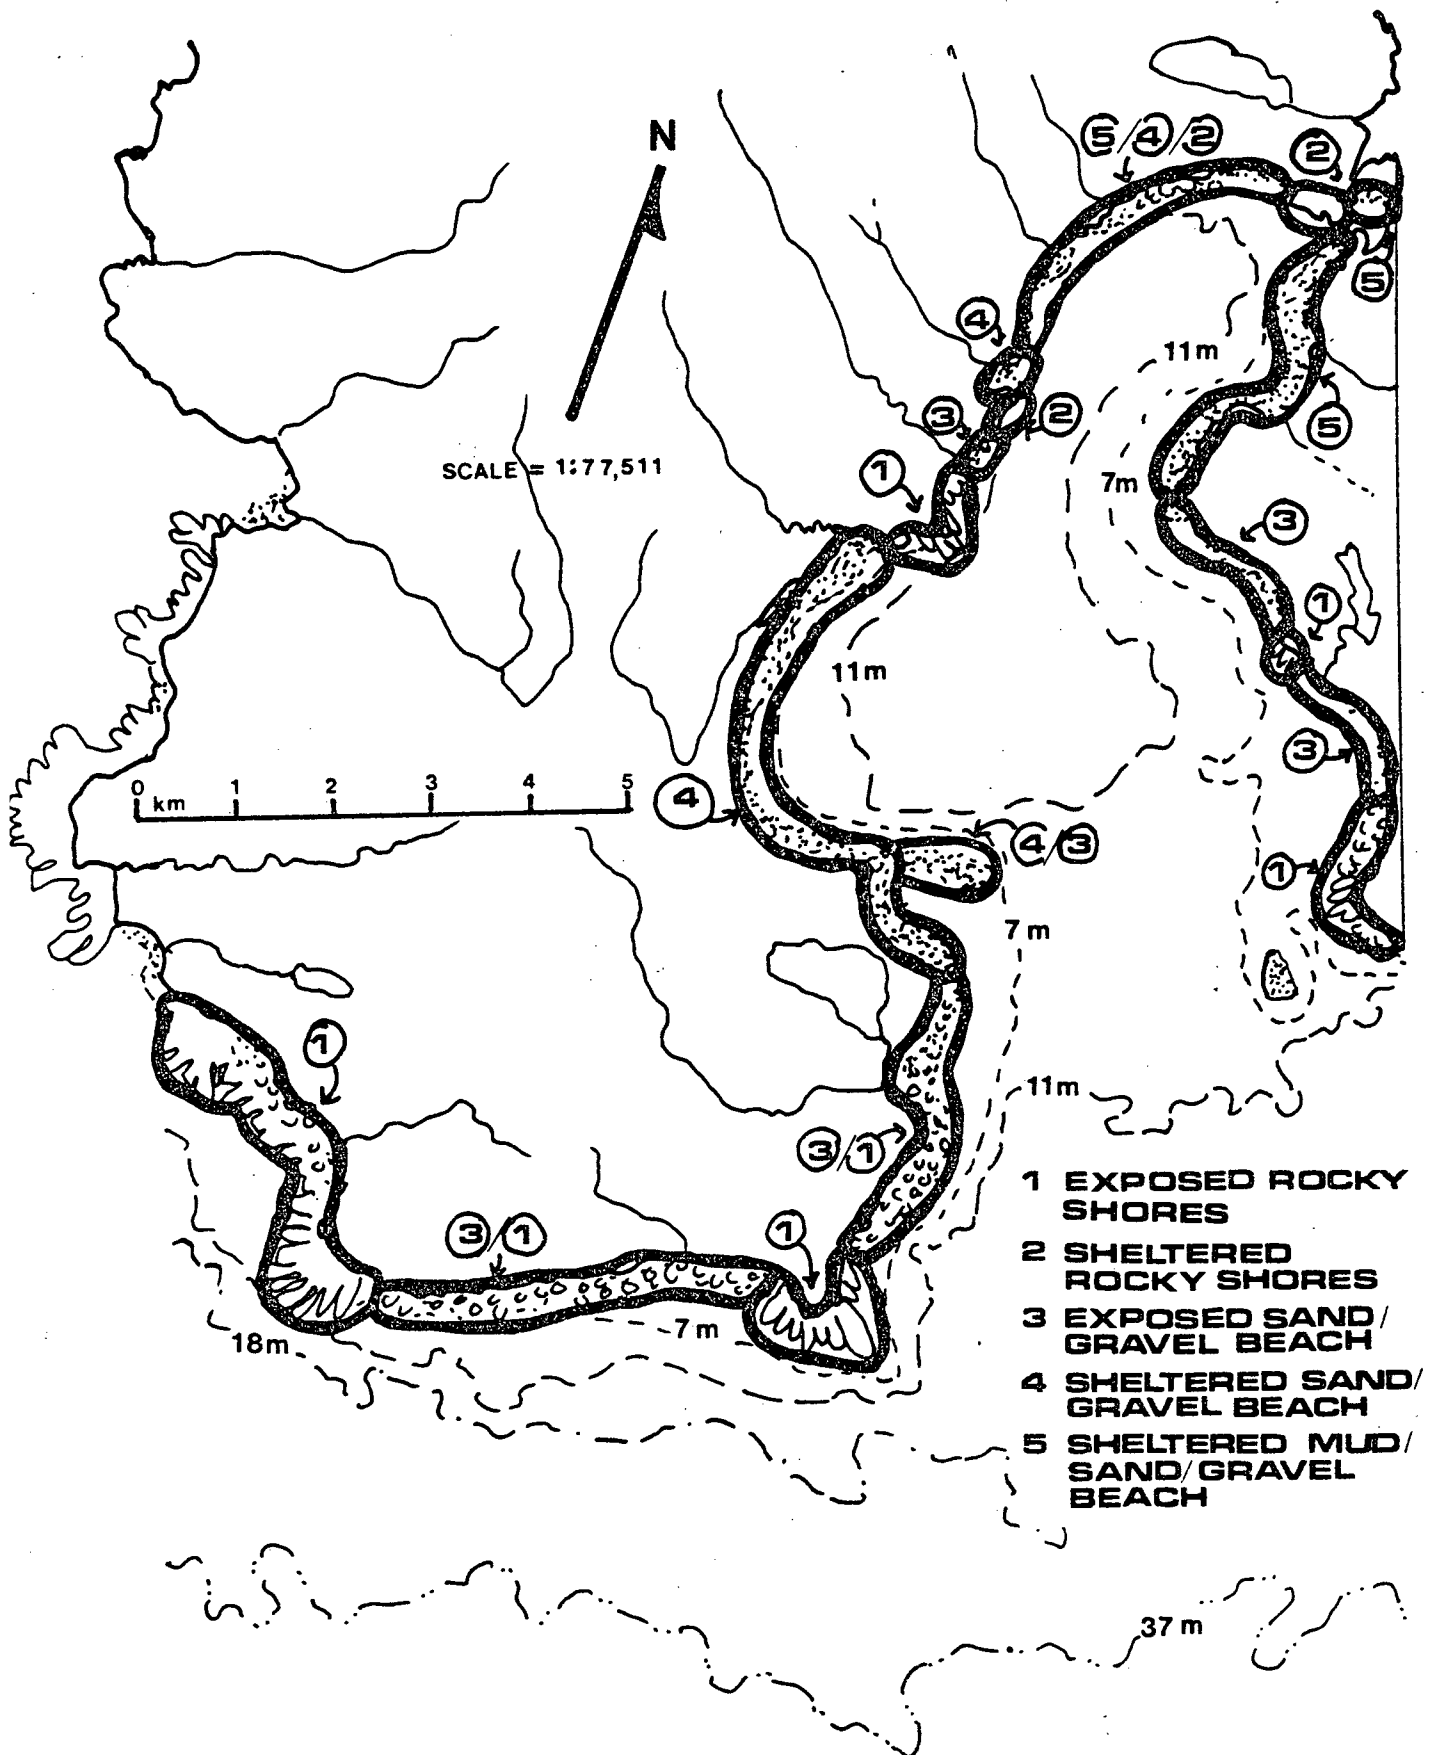 N
5/4/2
2
5
4
11m
3
2
5
SCALE = 1:77,511
1
7m
3
1
11m
3
0 1 2 3 4 5
km
4
4/3
1
7m
1
11m
3/1
3/1
1
18m
7m
1 EXPOSED ROCKY
SHORES
2 SHELTERED
ROCKY SHORES
3 EXPOSED SAND/
GRAVEL BEACH
4 SHELTERED SAND/
GRAVEL BEACH
5 SHELTERED MUD/
SAND/GRAVEL
BEACH
37m